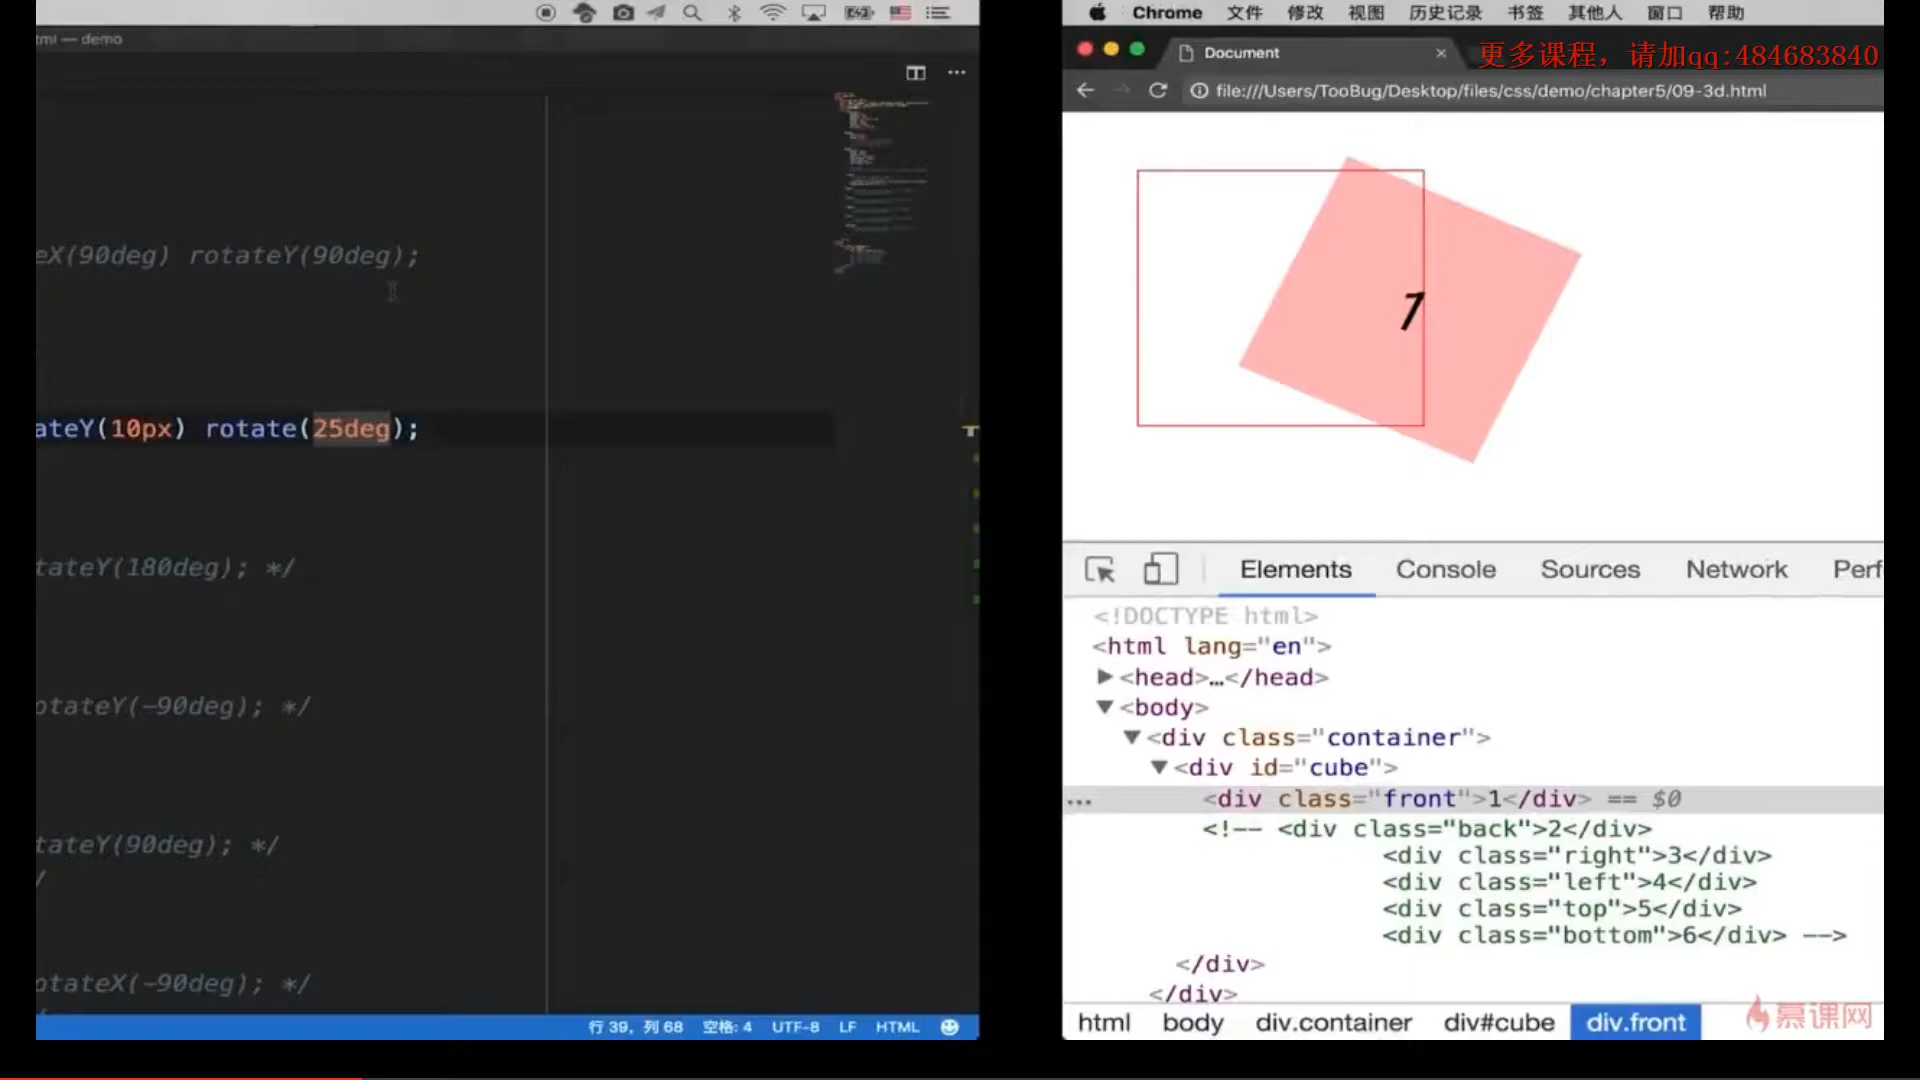 tml — demo
eX(90deg) rotateY(90deg);
ateY(10px) rotate(25deg);
tateY(180deg); */
otateY(-90deg); */
tateY(90deg); */
/
otateX(-90deg); */
行 39，列 68 空格: 4 UTF-8 LF HTML
Chrome 文件 修改 视图 历史记录 书签 其他人 窗口 帮助
Document
更多课程，请加qq:484683840
file:///Users/TooBug/Desktop/files/css/demo/chapter5/09-3d.html
1
Elements Console Sources Network Perf
<!DOCTYPE html>
<html lang="en">
<head>…</head>
<body>
<div class="container">
<div id="cube">
<div class="front">1</div> == $0
<!-- <div class="back">2</div>
<div class="right">3</div>
<div class="left">4</div>
<div class="top">5</div>
<div class="bottom">6</div> -->
</div>
</div>
html body div.container div#cube div.front
慕课网